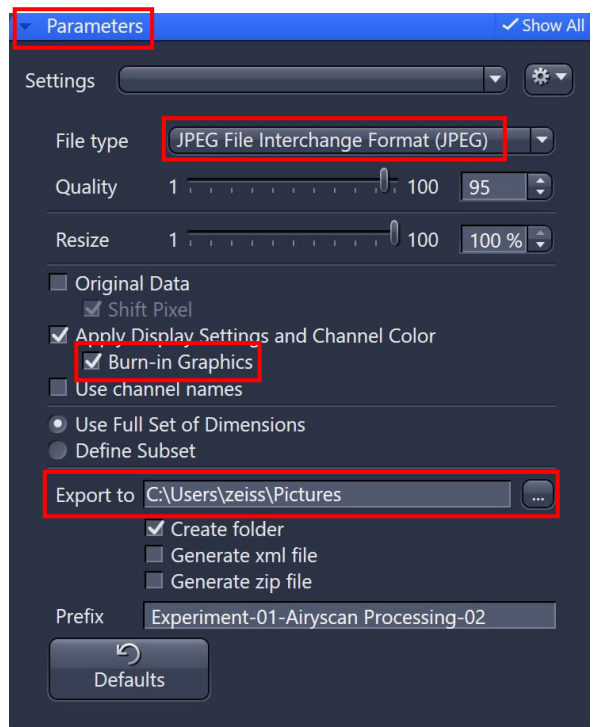 Parameters Show All
Settings
File type JPEG File Interchange Format (JPEG)
Quality 1 100 95
Resize 1 100 100 %
Original Data
Shift Pixel
Apply Display Settings and Channel Color
Burn-in Graphics
Use channel names
Use Full Set of Dimensions
Define Subset
Export to C:\Users\zeiss\Pictures ...
Create folder
Generate xml file
Generate zip file
Prefix Experiment-01-Airyscan Processing-02
Defaults